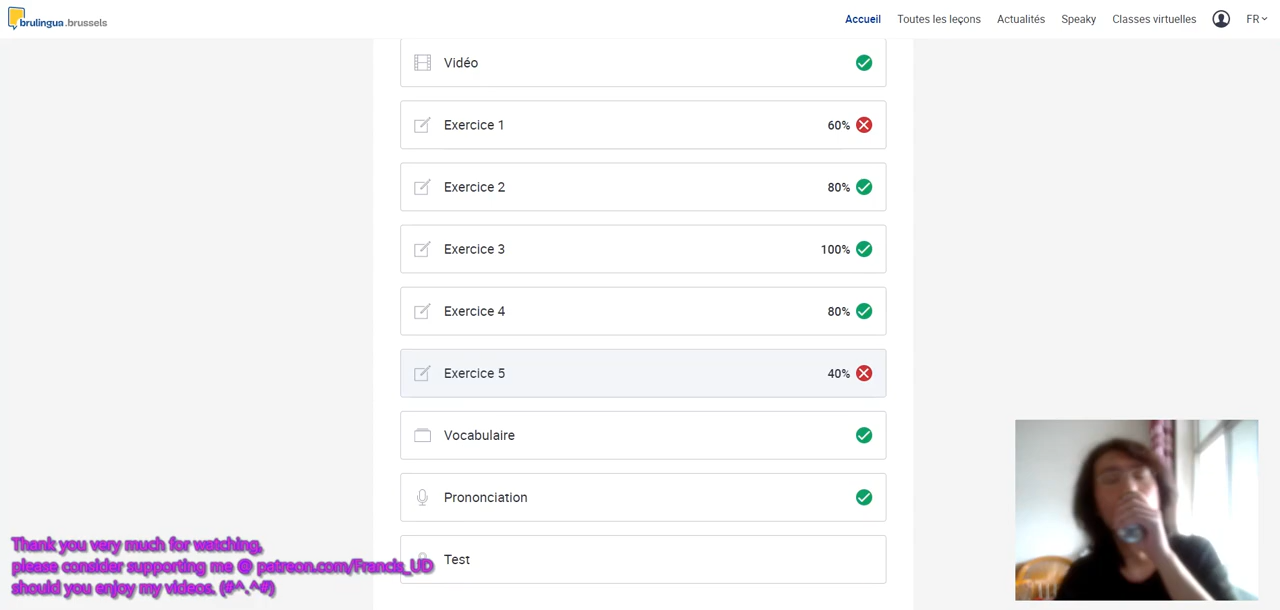 brulingua.brussels
Accueil Toutes les leçons Actualités Speaky Classes virtuelles FR
Vidéo
Exercice 1 60%
Exercice 2 80%
Exercice 3 100%
Exercice 4 80%
Exercice 5 40%
Vocabulaire
Prononciation
Test
Thank you very much for watching,
please consider supporting me @ patreon.com/Francis_UD
should you enjoy my videos. (#^.^#)